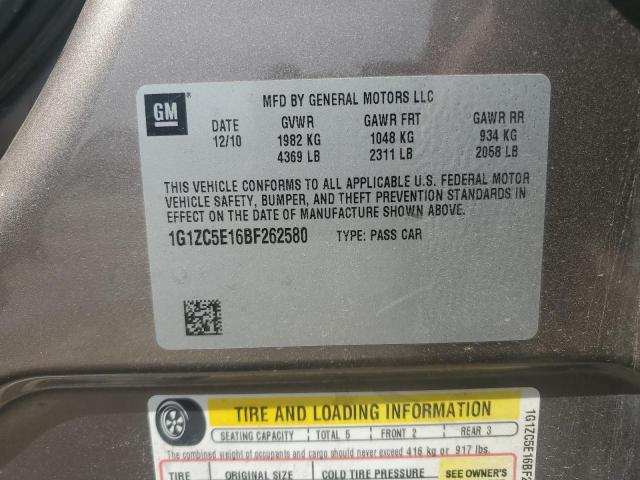 GM ®
MFD BY GENERAL MOTORS LLC
DATE GVWR GAWR FRT GAWR RR
12/10 1982 KG 1048 KG 934 KG
4369 LB 2311 LB 2058 LB
THIS VEHICLE CONFORMS TO ALL APPLICABLE U.S. FEDERAL MOTOR
VEHICLE SAFETY, BUMPER, AND THEFT PREVENTION STANDARDS IN
EFFECT ON THE DATE OF MANUFACTURE SHOWN ABOVE.
1G1ZC5E16BF262580 TYPE: PASS CAR
TIRE AND LOADING INFORMATION
SEATING CAPACITY TOTAL 5 FRONT 2 REAR 3
The combined weight of occupants and cargo should never exceed 416 kg or 917 lbs.
TIRE ORIGINAL SIZE COLD TIRE PRESSURE SEE OWNER'S
1G1ZC5E16BF2